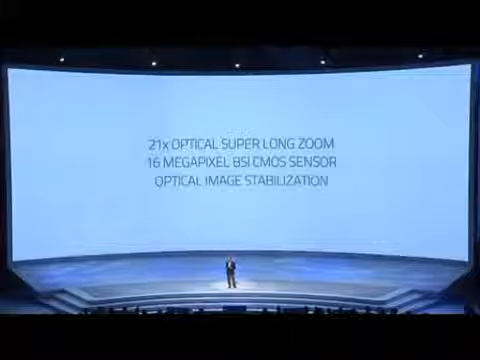 21x OPTICAL SUPER LONG ZOOM
16 MEGAPIXEL BSI CMOS SENSOR
OPTICAL IMAGE STABILIZATION